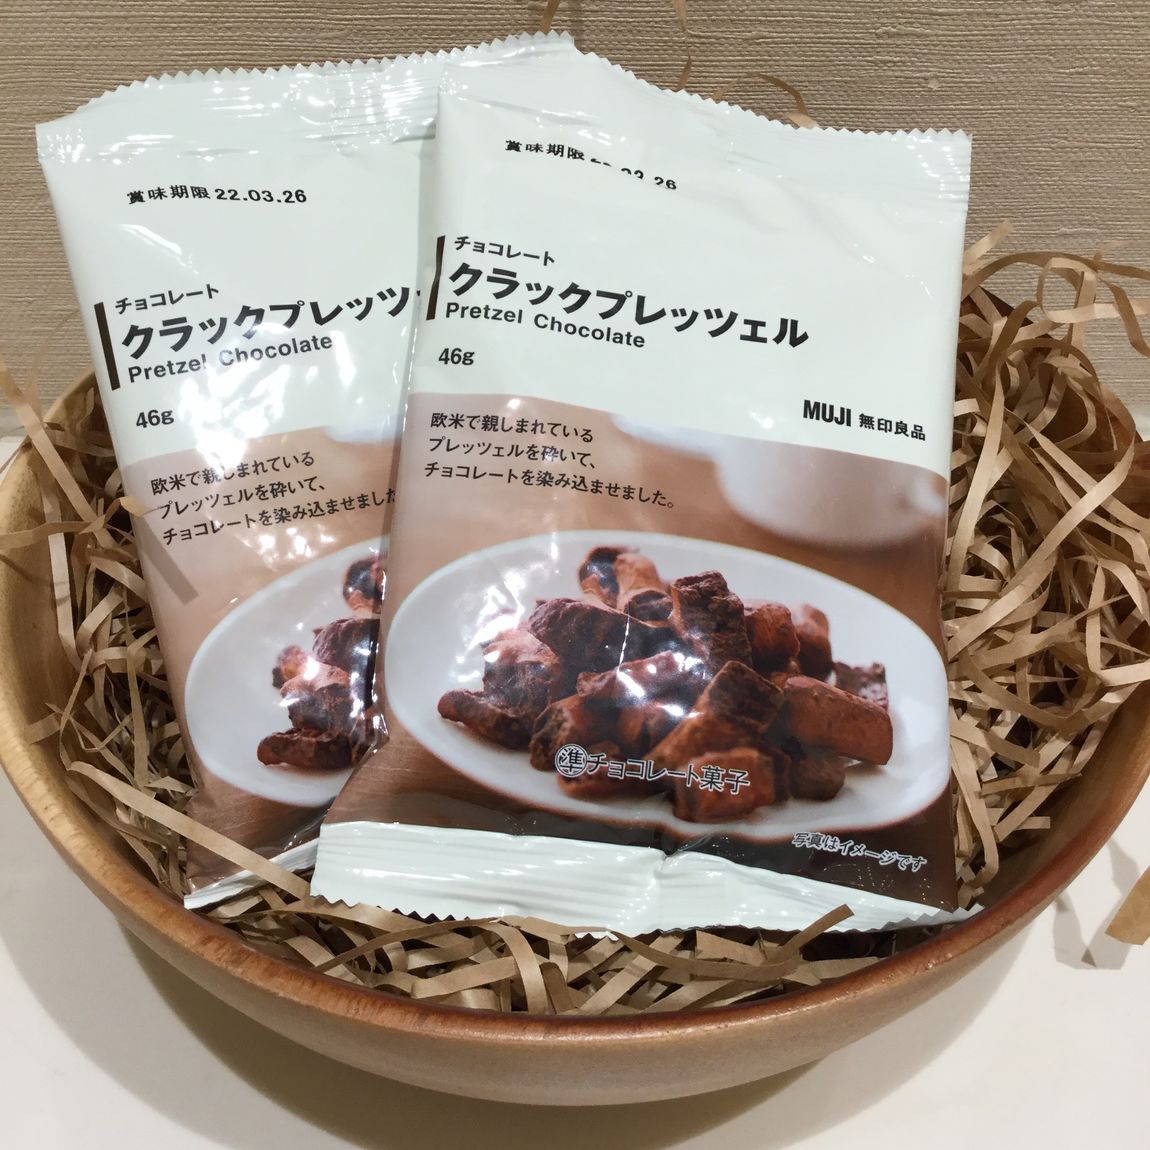 賞味期限 22.03.26
チョコレート
クラックプレッツ
Pretzel Chocolate
46g
欧米で親しまれている
プレッツェルを砕いて、
チョコレートを染み込ませました
賞味期限
チョコレート
クラックプレッツェル
Pretzel Chocolate
46g
MUJI 無印良品
欧米で親しまれている
プレッツェルを砕いて、
チョコレートを染み込ませました。
準チョコレート菓子
写真はイメージです